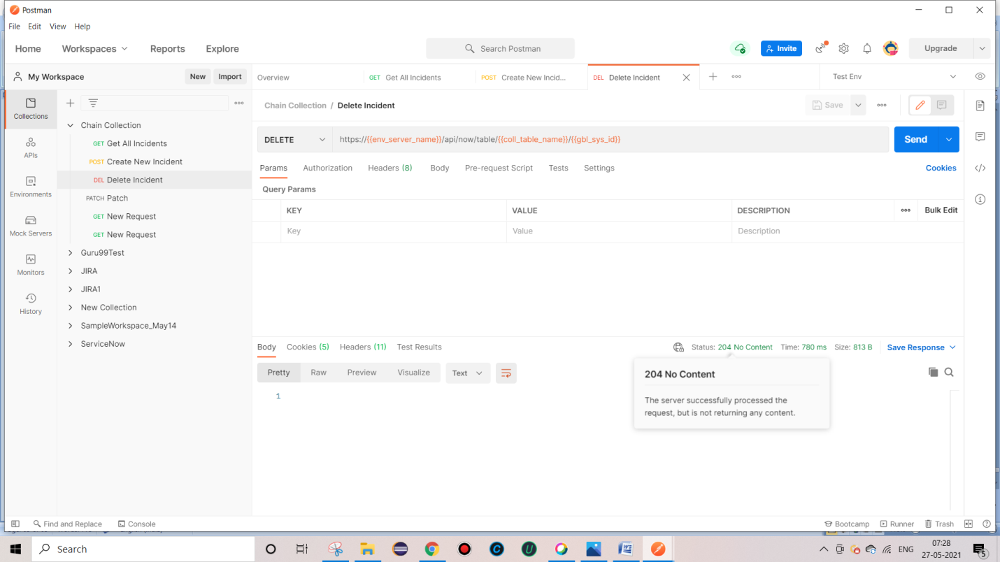 Postman
File Edit View Help
Home Workspaces Reports Explore
Search Postman
Invite
Upgrade
My Workspace New Import
Overview GET Get All Incidents POST Create New Incid... DEL Delete Incident Test Env
Collections
APIs
Environments
Mock Servers
Monitors
History
Chain Collection
GET Get All Incidents
POST Create New Incident
DEL Delete Incident
PATCH Patch
GET New Request
GET New Request
Guru99Test
JIRA
JIRA1
New Collection
SampleWorkspace_May14
ServiceNow
Chain Collection / Delete Incident
Save
DELETE https://{{env_server_name}}/api/now/table/{{coll_table_name}}/{{gbl_sys_id}} Send
Params Authorization Headers (8) Body Pre-request Script Tests Settings Cookies
Query Params
KEY VALUE DESCRIPTION Bulk Edit
Key Value Description
Body Cookies (5) Headers (11) Test Results Status: 204 No Content Time: 780 ms Size: 813 B Save Response
Pretty Raw Preview Visualize Text
1
204 No Content
The server successfully processed the
request, but is not returning any content.
Find and Replace Console Bootcamp Runner Trash
Search
ENG
07:28
27-05-2021
5